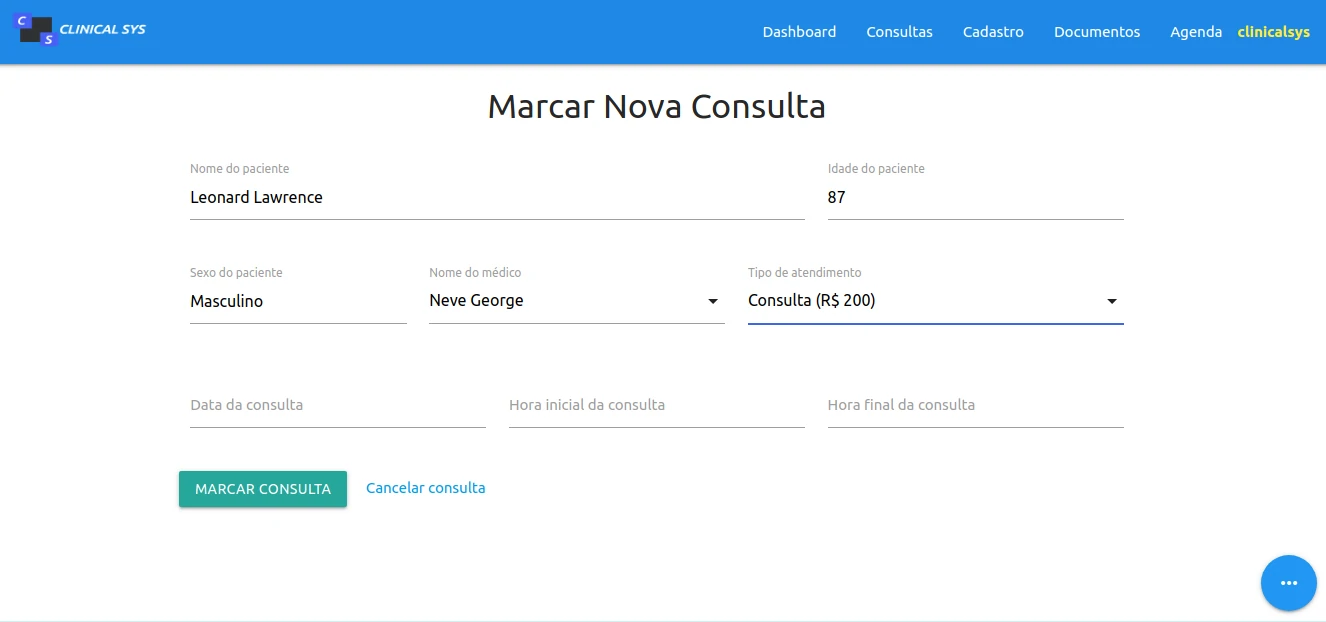 C S CLINICAL SYS
Dashboard Consultas Cadastro Documentos Agenda clinicalsys
Marcar Nova Consulta
Nome do paciente Idade do paciente
Leonard Lawrence 87
Sexo do paciente Nome do médico Tipo de atendimento
Masculino Neve George Consulta (R$ 200)
Data da consulta Hora inicial da consulta Hora final da consulta
MARCAR CONSULTA Cancelar consulta